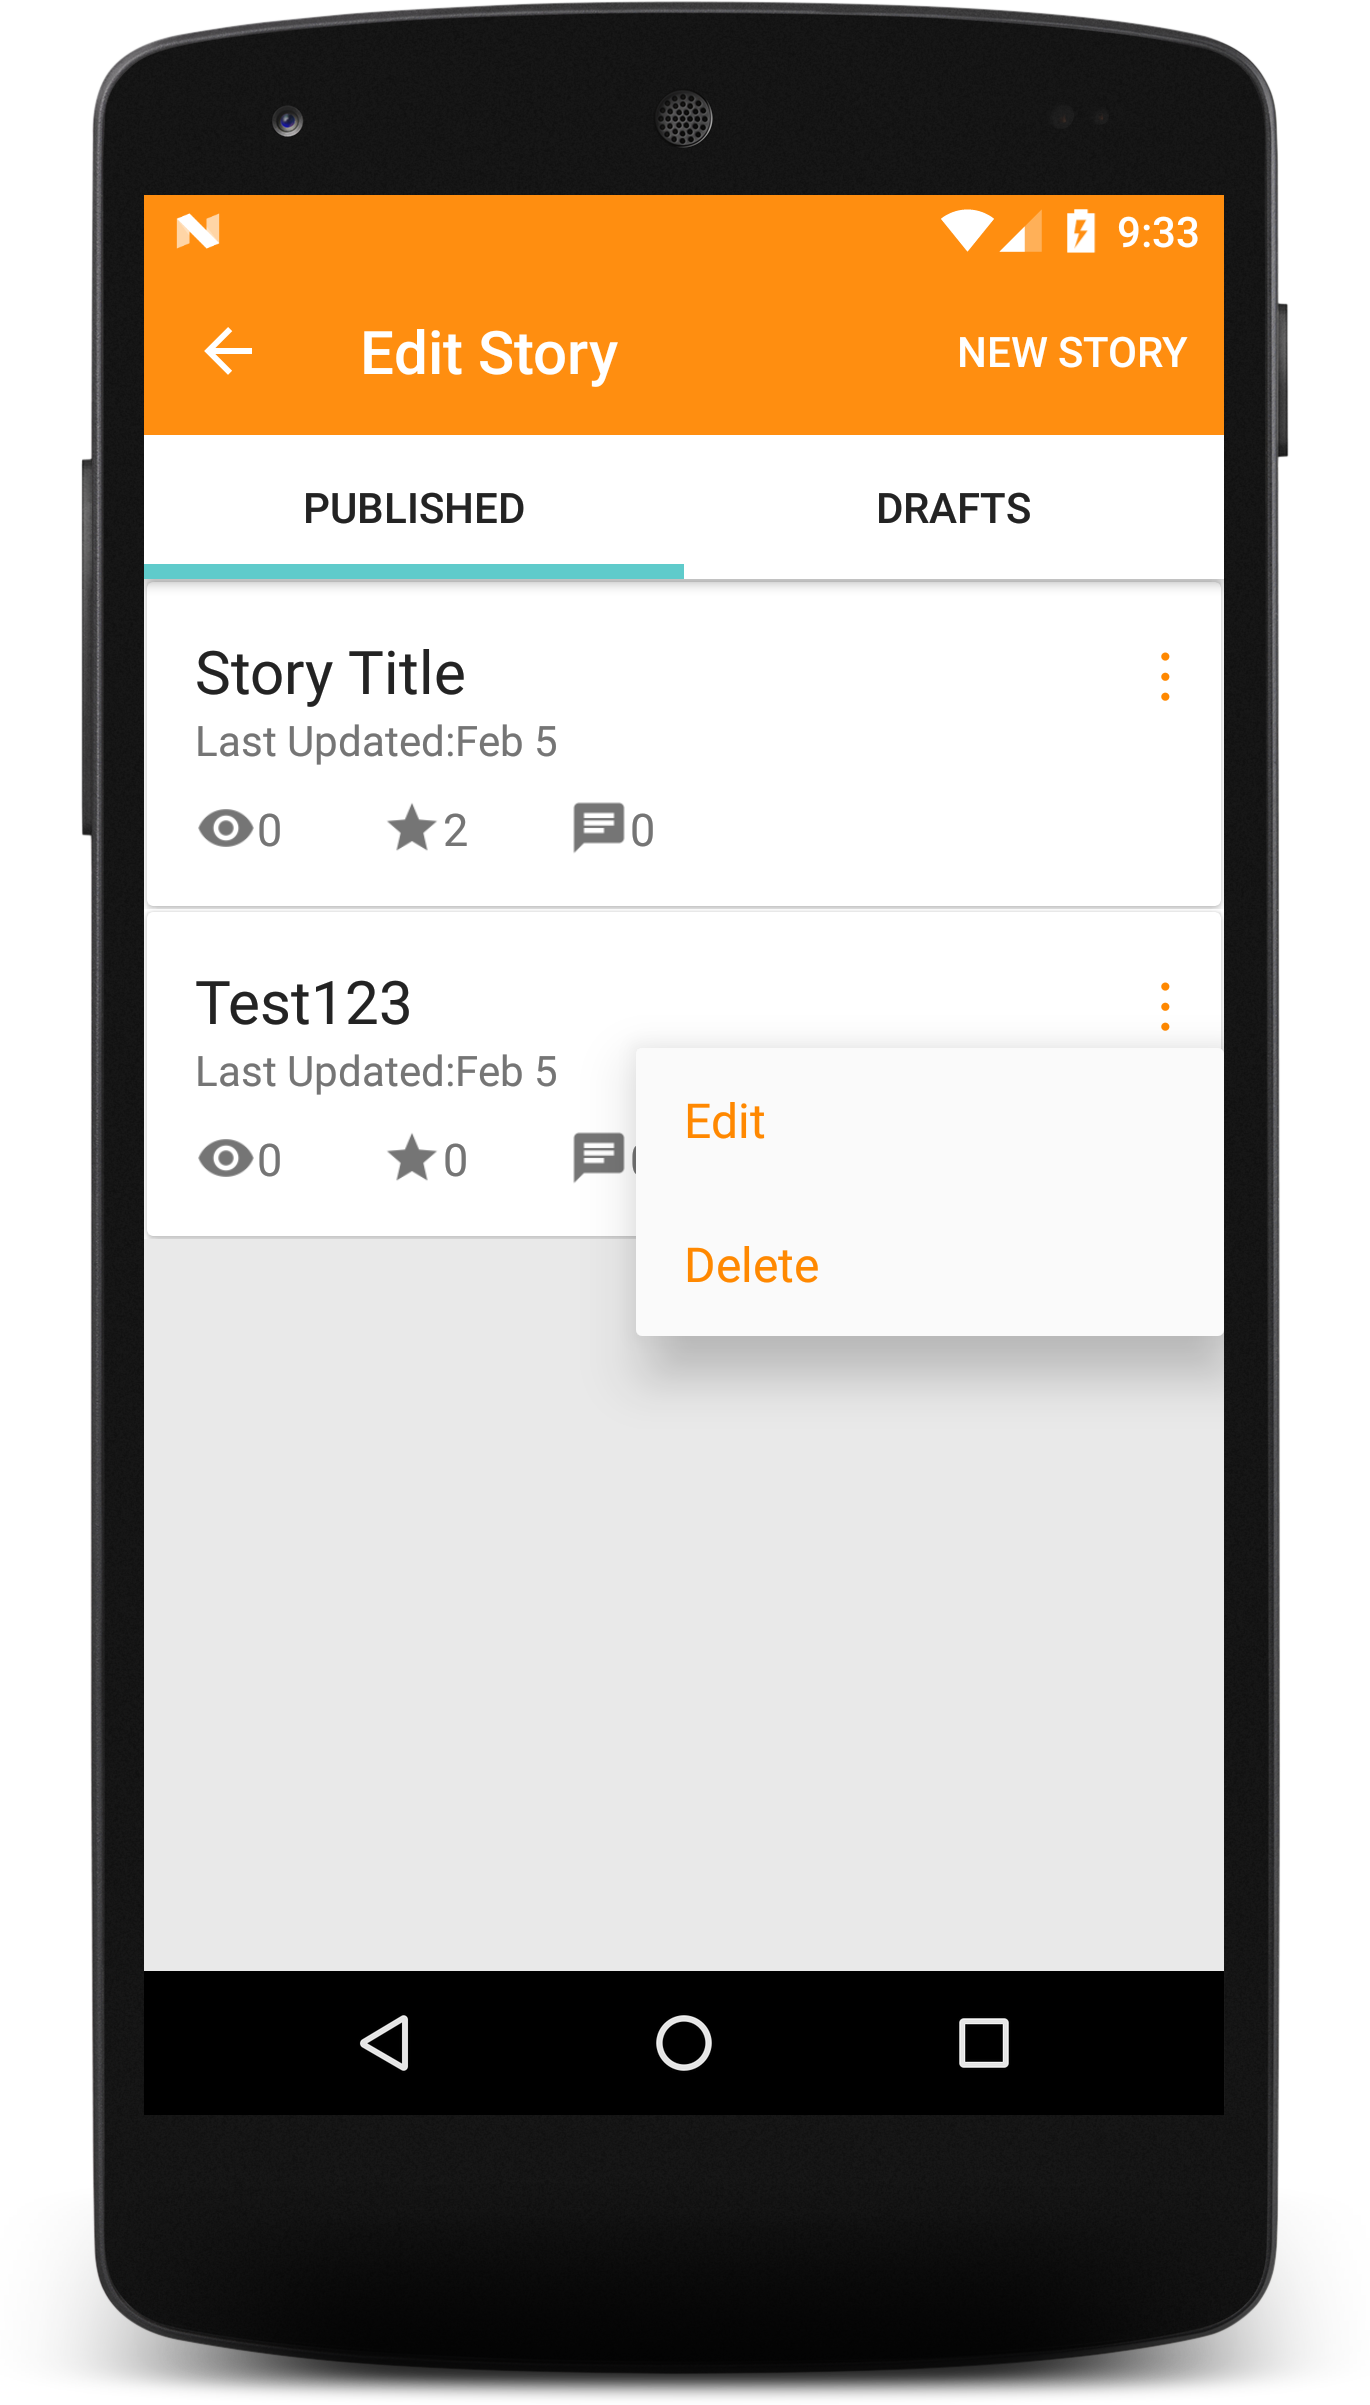 9:33
Edit Story
NEW STORY
PUBLISHED
DRAFTS
Story Title
Last Updated:Feb 5
0
2
0
Test123
Last Updated:Feb 5
0
0
Edit
Delete